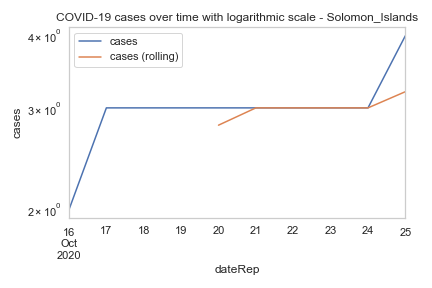 COVID-19 cases over time with logarithmic scale - Solomon_Islands
4 × 10⁰
3 × 10⁰
2 × 10⁰
cases
cases
cases (rolling)
16 17 18 19 20 21 22 23 24 25
Oct
2020
dateRep